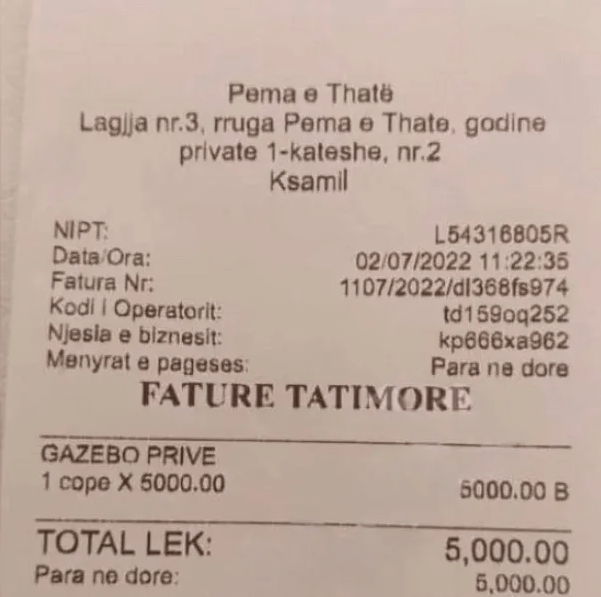 Pema e Thatë
Lagjja nr.3, rruga Pema e Thate, godine
private 1-kateshe, nr.2
Ksamil
NIPT: L54316805R
Data/Ora: 02/07/2022 11:22:35
Fatura Nr: 1107/2022/dl368fs974
Kodi i Operatorit: td159oq252
Njesia e biznesit: kp666xa962
Menyrat e pageses: Para ne dore
FATURE TATIMORE
GAZEBO PRIVE
1 cope X 5000.00 5000.00 B
TOTAL LEK: 5,000.00
Para ne dore: 5,000.00